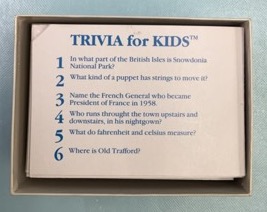 TRIVIA for KIDS™
1 In what part of the British Isles is Snowdonia
National Park?
2 What kind of a puppet has strings to move it?
3 Name the French General who became
President of France in 1958.
4 Who runs throught the town upstairs and
downstairs, in his nightgown?
5 What do fahrenheit and celsius measure?
6 Where is Old Trafford?